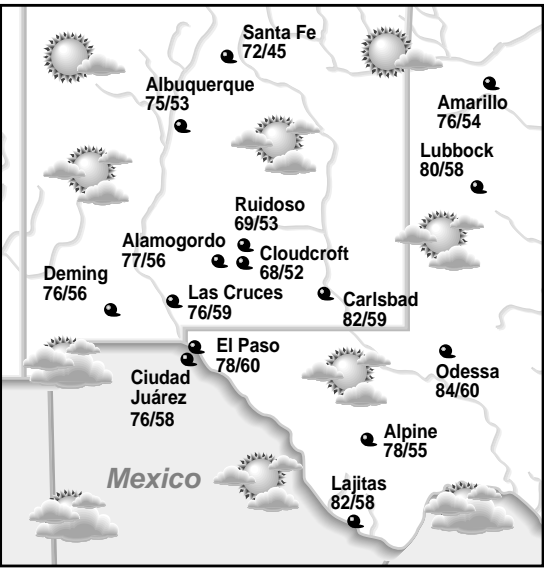 Santa Fe
72/45
Albuquerque
75/53
Amarillo
76/54
Lubbock
80/58
Ruidoso
69/53
Alamogordo
77/56
Cloudcroft
68/52
Deming
76/56
Las Cruces
76/59
Carlsbad
82/59
El Paso
78/60
Ciudad
Juárez
76/58
Odessa
84/60
Alpine
78/55
Mexico
Lajitas
82/58